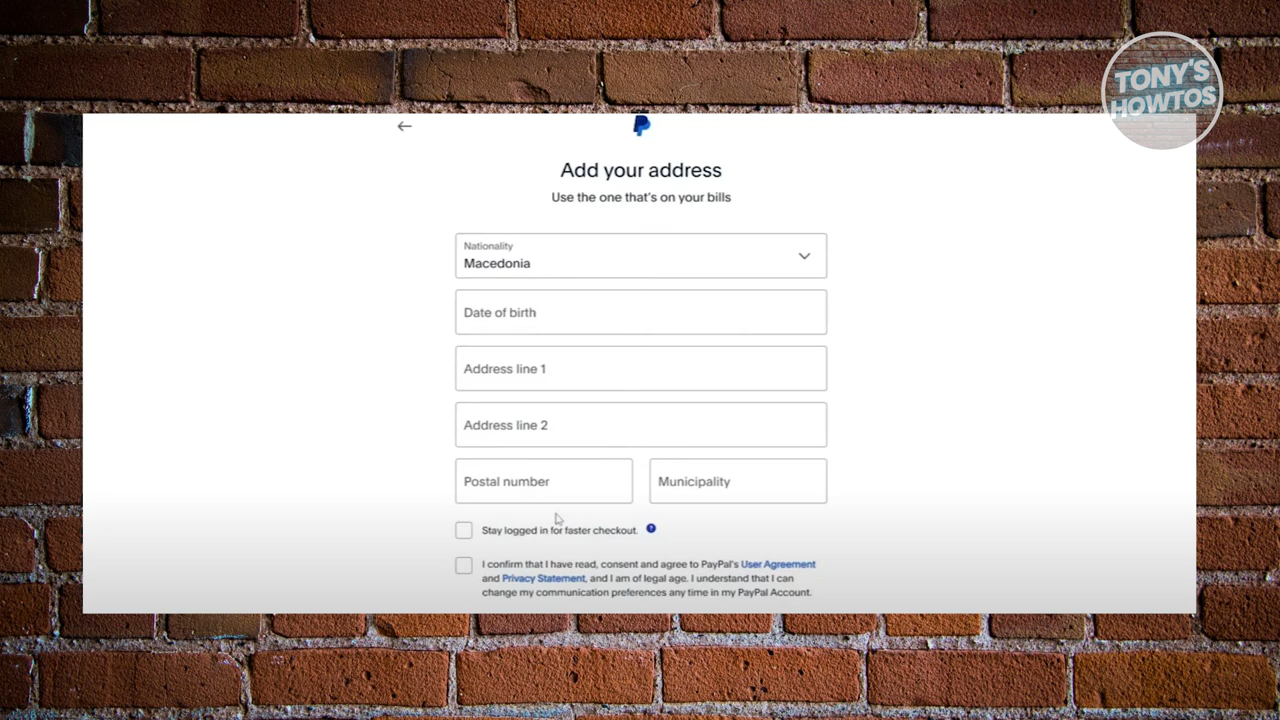 TONY'S
HOWTOS
Add your address
Use the one that's on your bills
Nationality
Macedonia
Date of birth
Address line 1
Address line 2
Postal number
Municipality
Stay logged in for faster checkout.
?
I confirm that I have read, consent and agree to PayPal's User Agreement
and Privacy Statement, and I am of legal age. I understand that I can
change my communication preferences any time in my PayPal Account.